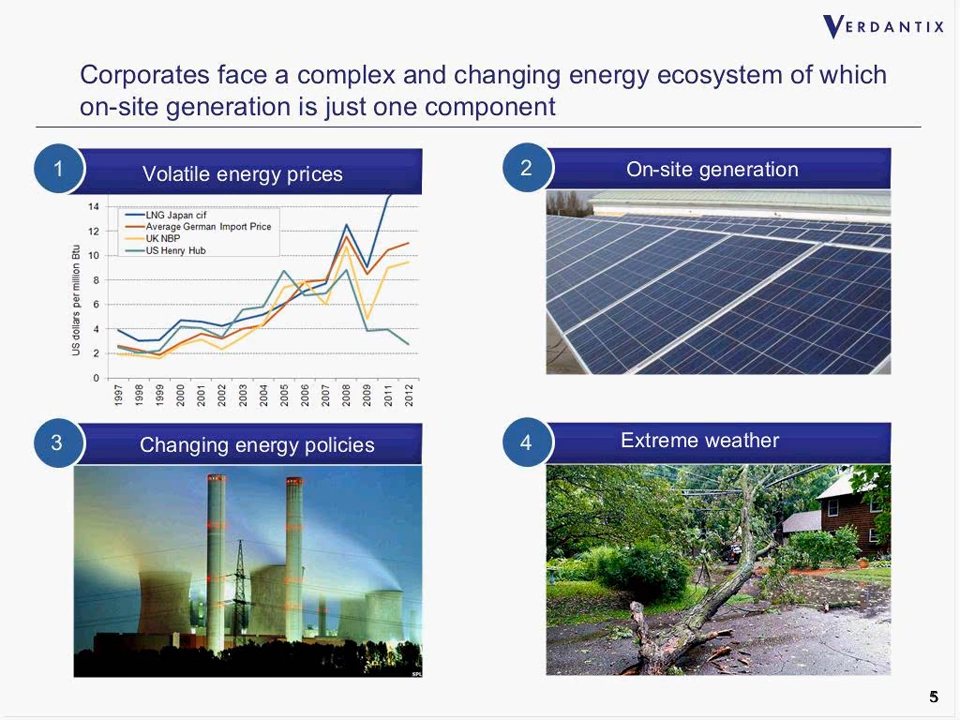 VERDANTIX
Corporates face a complex and changing energy ecosystem of which
on-site generation is just one component
1
Volatile energy prices
14
12
10
8
6
4
2
0
US dollars per million Btu
LNG Japan cif
Average German Import Price
UK NBP
US Henry Hub
1997 1998 1999 2000 2001 2002 2003 2004 2005 2006 2007 2008 2009 2011 2012
2
On-site generation
3
Changing energy policies
SPL
4
Extreme weather
5